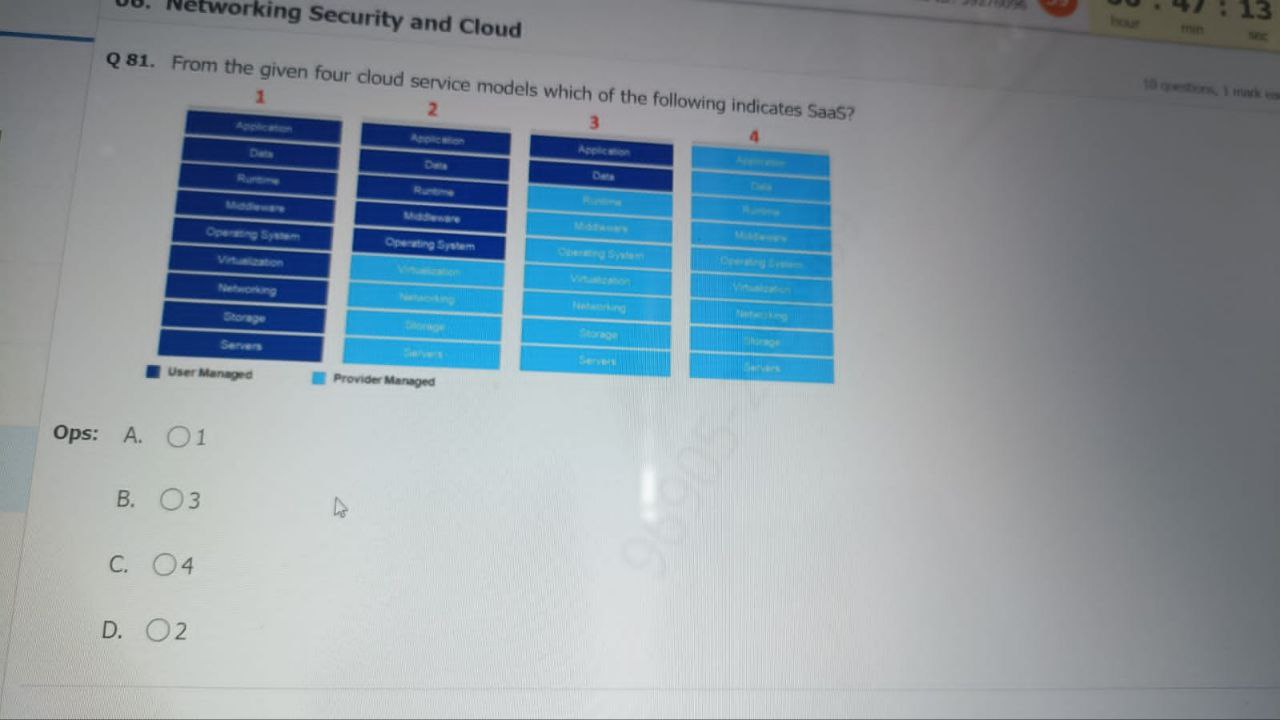 Networking Security and Cloud
47 : 13
hour min sec
10 questions, 1 mark
Q 81. From the given four cloud service models which of the following indicates SaaS?
1 2 3 4
Application Application Application Application
Data Data Data Data
Runtime Runtime Runtime Runtime
Middleware Middleware Middleware Middleware
Operating System Operating System Operating System Operating System
Virtualization Virtualization Virtualization Virtualization
Networking Networking Networking Networking
Storage Storage Storage Storage
Servers Servers Servers Servers
User Managed Provider Managed
Ops: A. 1
B. 3
C. 4
D. 2